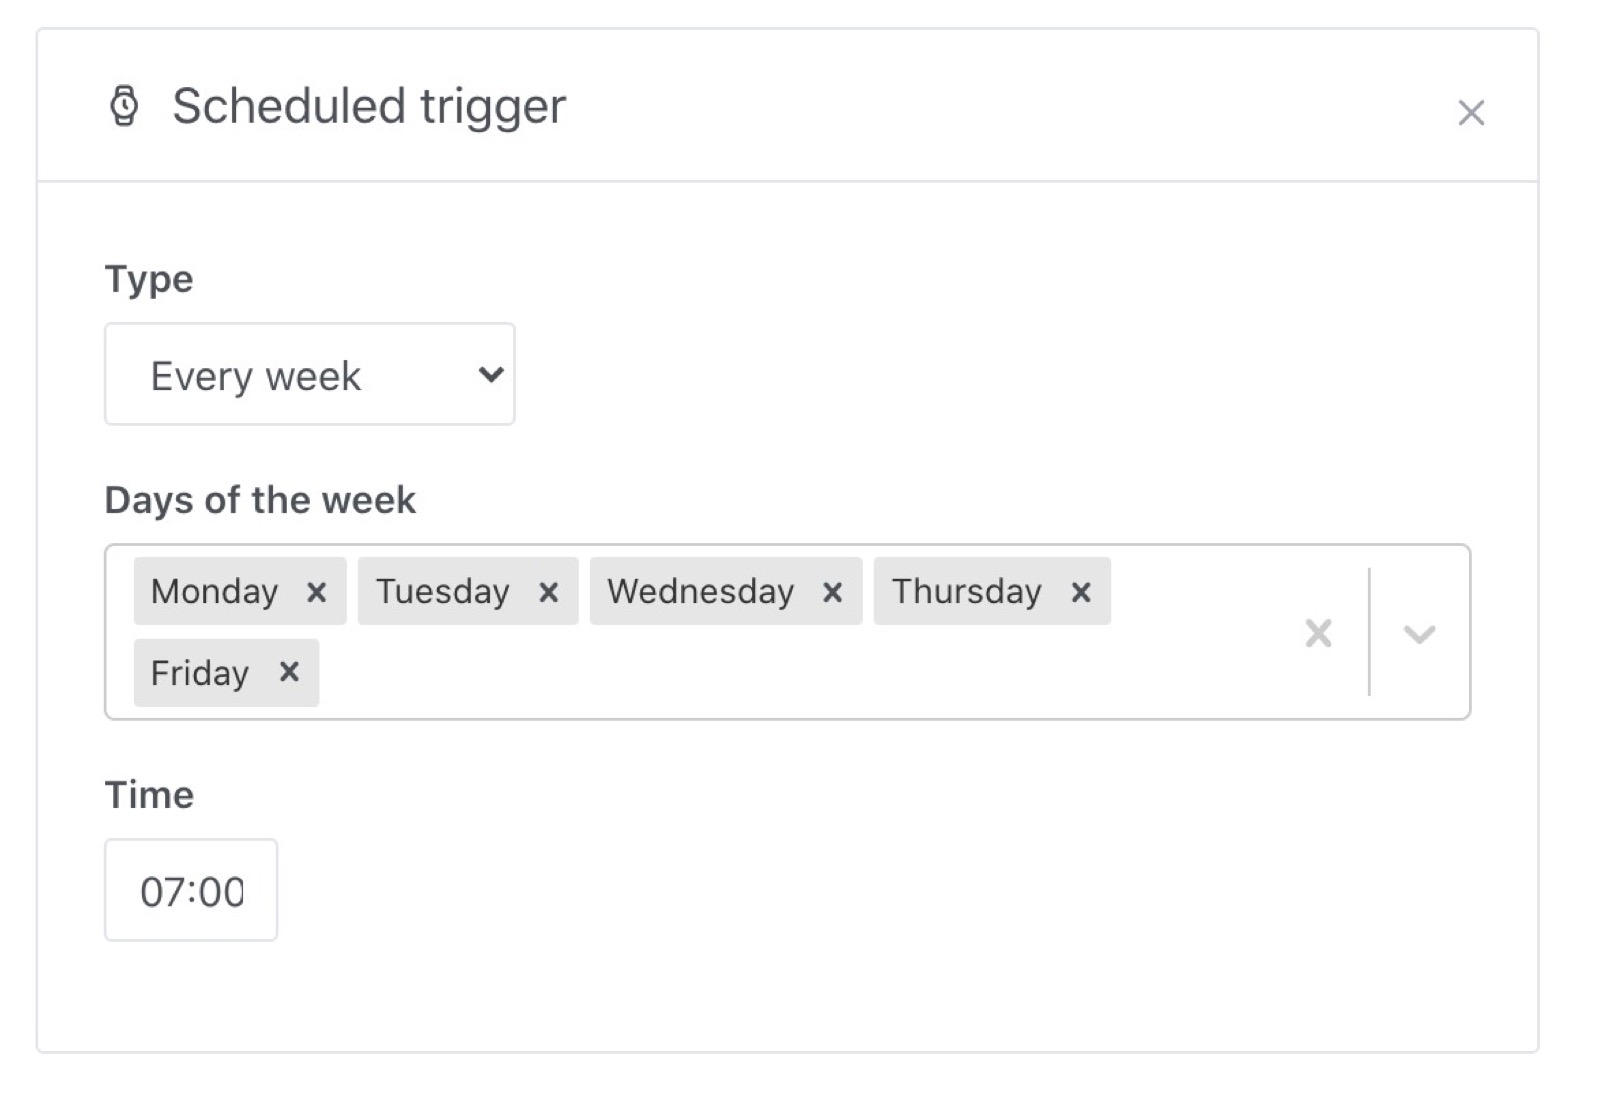 Scheduled trigger
Type
Every week
Days of the week
Monday Tuesday Wednesday Thursday
Friday
Time
07:00